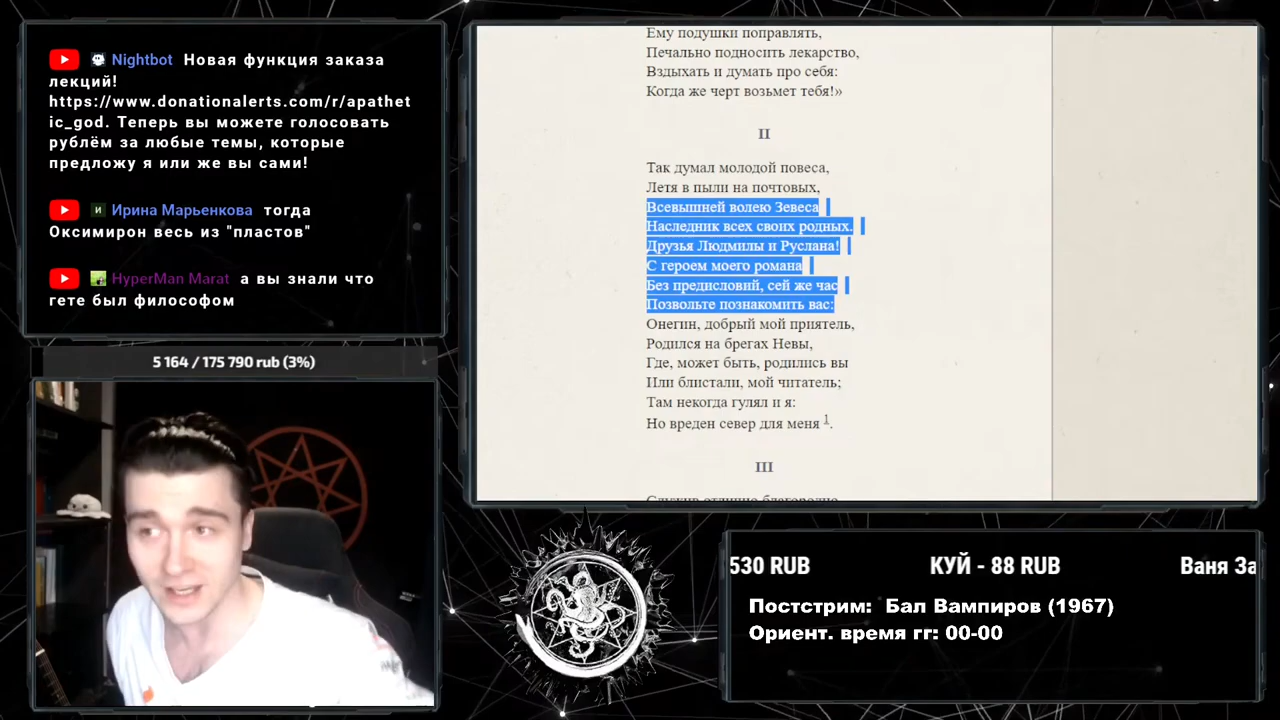 Nightbot Новая функция заказа
лекций!
https://www.donationalerts.com/r/apathet
ic_god. Теперь вы можете голосовать
рублём за любые темы, которые
предложу я или же вы сами!
Ирина Марьенкова тогда
Оксимирон весь из "пластов"
HyperMan Marat а вы знали что
гете был философом
5 164 / 175 790 rub (3%)
Ему подушки поправлять,
Печально подносить лекарство,
Вздыхать и думать про себя:
Когда же черт возьмет тебя!»
II
Так думал молодой повеса,
Летя в пыли на почтовых,
Всевышней волею Зевеса
Наследник всех своих родных.
Друзья Людмилы и Руслана!
С героем моего романа
Без предисловий, сей же час
Позвольте познакомить вас:
Онегин, добрый мой приятель,
Родился на брегах Невы,
Где, может быть, родились вы
Или блистали, мой читатель;
Там некогда гулял и я:
Но вреден север для меня 1.
III
Служив отлично благородно,
530 RUB КУЙ - 88 RUB Ваня За
Постстрим: Бал Вампиров (1967)
Ориент. время гг: 00-00